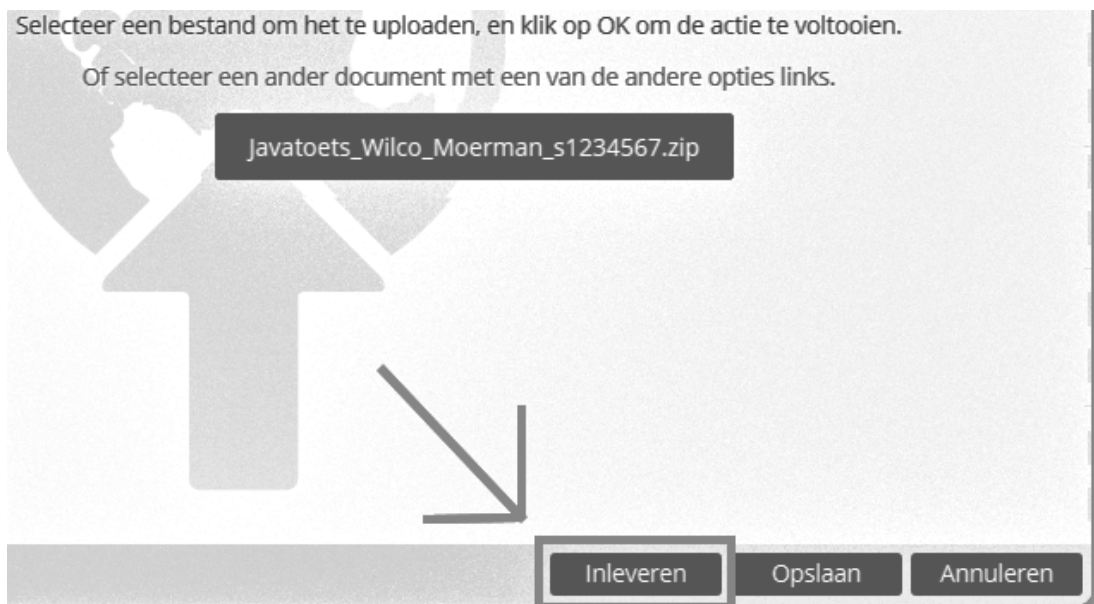 Selecteer een bestand om het te uploaden, en klik op OK om de actie te voltooien.
Of selecteer een ander document met een van de andere opties links.
Javatoets_Wilco_Moerman_s1234567.zip
Inleveren Opslaan Annuleren